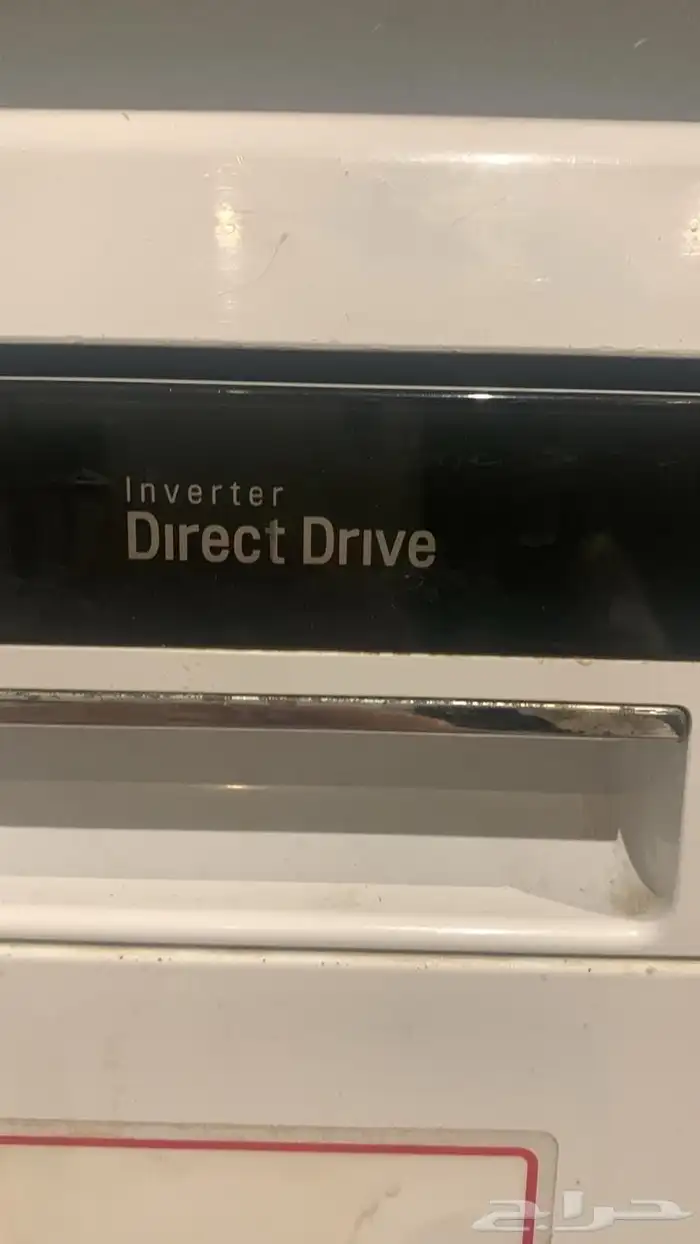 Inverter
Direct Drive
حراج